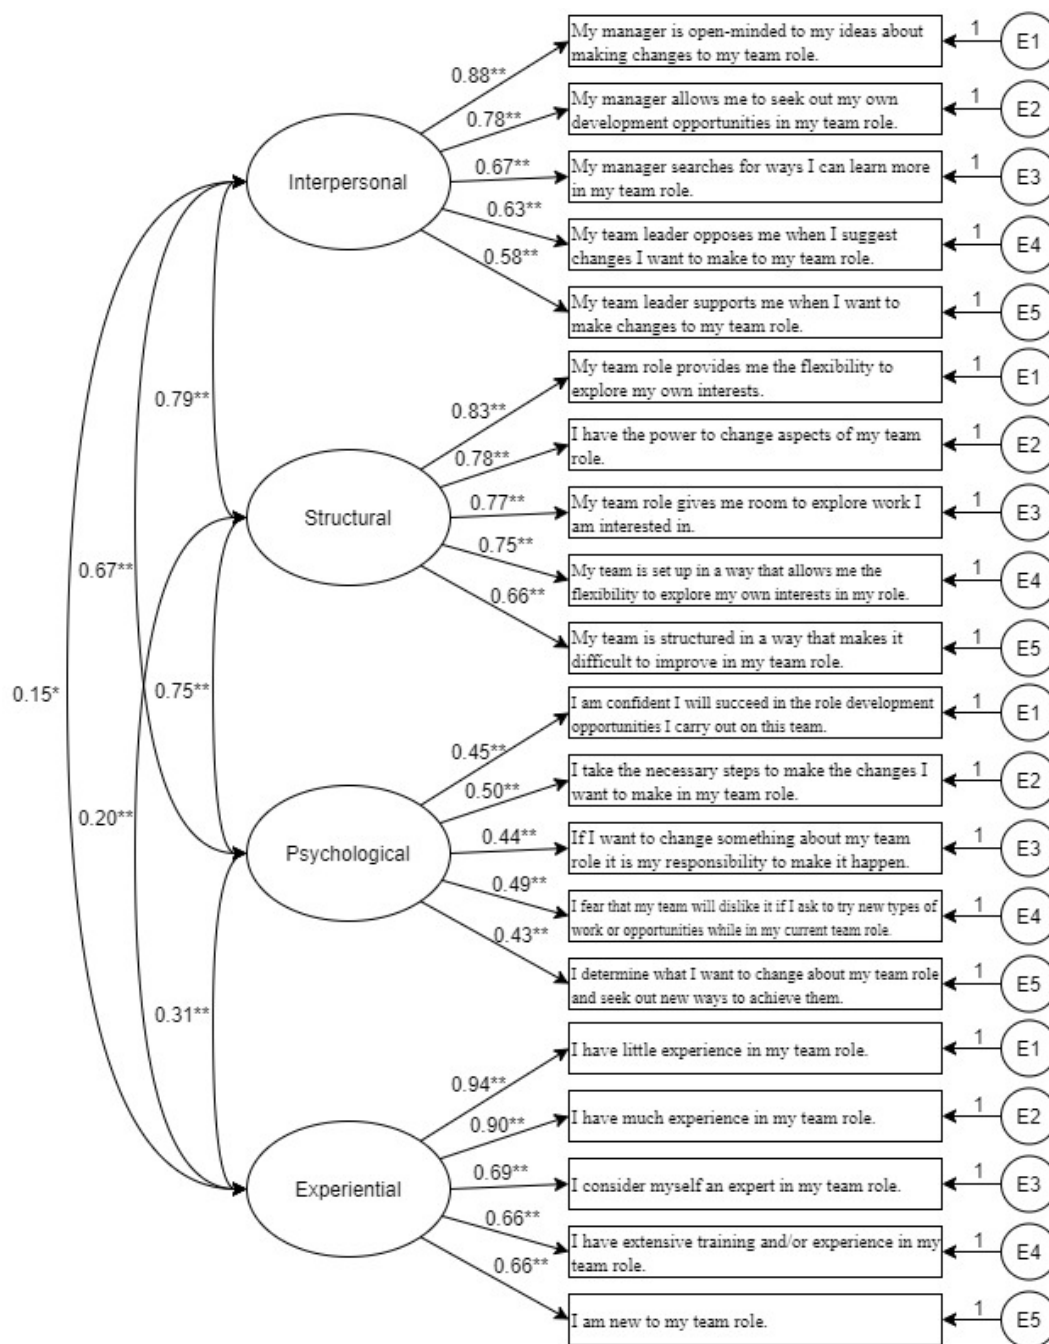 My manager is open-minded to my ideas about
making changes to my team role.
1
E1
0.88**
My manager allows me to seek out my own
development opportunities in my team role.
1
E2
0.78**
Interpersonal
My manager searches for ways I can learn more
in my team role.
1
E3
0.67**
My team leader opposes me when I suggest
changes I want to make to my team role.
1
E4
0.63**
My team leader supports me when I want to
make changes to my team role.
1
E5
0.58**
My team role provides me the flexibility to
explore my own interests.
1
E1
0.79**
0.83**
I have the power to change aspects of my team
role.
1
E2
0.78**
Structural
My team role gives me room to explore work I
am interested in.
1
E3
0.77**
My team is set up in a way that allows me the
flexibility to explore my own interests in my role.
1
E4
0.75**
0.67**
My team is structured in a way that makes it
difficult to improve in my team role.
1
E5
0.66**
0.15*
0.75**
I am confident I will succeed in the role development
opportunities I carry out on this team.
1
E1
0.45**
I take the necessary steps to make the changes I
want to make in my team role.
1
E2
0.50**
0.20**
Psychological
If I want to change something about my team
role it is my responsibility to make it happen.
1
E3
0.44**
I fear that my team will dislike it if I ask to try new types of
work or opportunities while in my current team role.
1
E4
0.49**
I determine what I want to change about my team role
and seek out new ways to achieve them.
1
E5
0.43**
0.31**
I have little experience in my team role.
1
E1
0.94**
I have much experience in my team role.
1
E2
0.90**
Experiential
I consider myself an expert in my team role.
1
E3
0.69**
I have extensive training and/or experience in my
team role.
1
E4
0.66**
I am new to my team role.
1
E5
0.66**